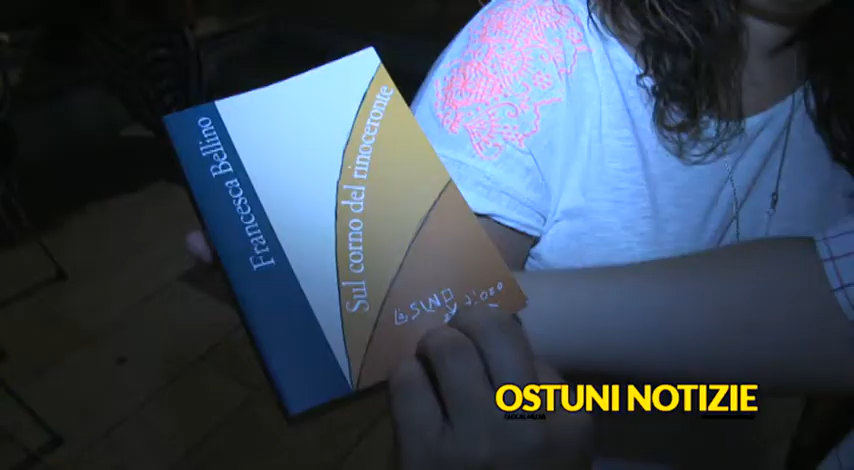 Francesca Bellino
Sul corno del rinoceronte
OSTUNI NOTIZIE